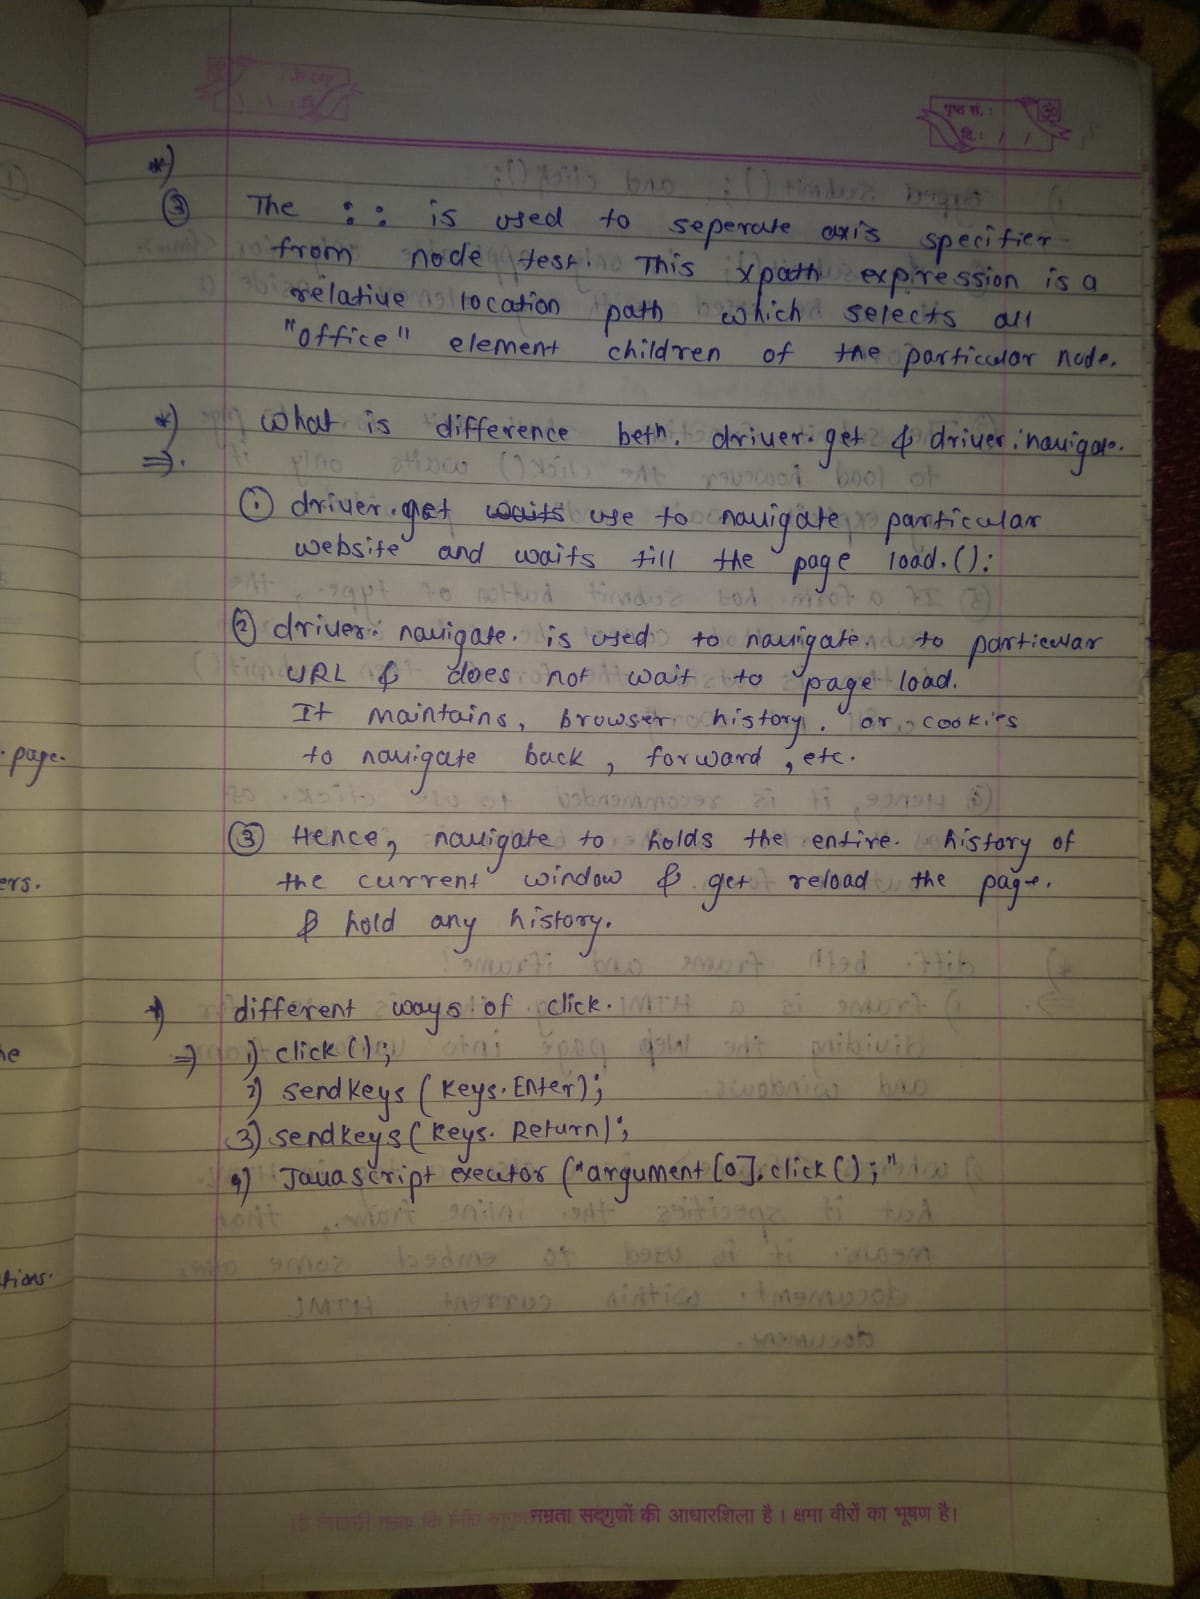 पृष्ठ सं. :
दि.: / /
*)
③ The :: is used to seperate axis specifier
from node test. This xpath expression is a
relative location path which selects all
"office" element children of the particular node.
*) what is difference betn. driver.get & driver.navigate.
⇒.
① driver.get waits use to navigate particular
website and waits till the page load.():
② driver. navigate. is used to navigate. to particular
URL & does not wait to page load.
It maintains, browser history. or, cookies
to navigate back, forward, etc.
③ Hence, navigate to holds the entire. history of
the current window & get reload the page.
& hold any history.
*) different ways of click.
⇒ 1) click ();
2) sendkeys (Keys.Enter);
3) sendkeys (Keys. Return);
4) Javascript executor ("argument [0].click();"
नम्रता सद्गुणों की आधारशिला है। क्षमा वीरों का भूषण है।
page.
ers.
he
tions.